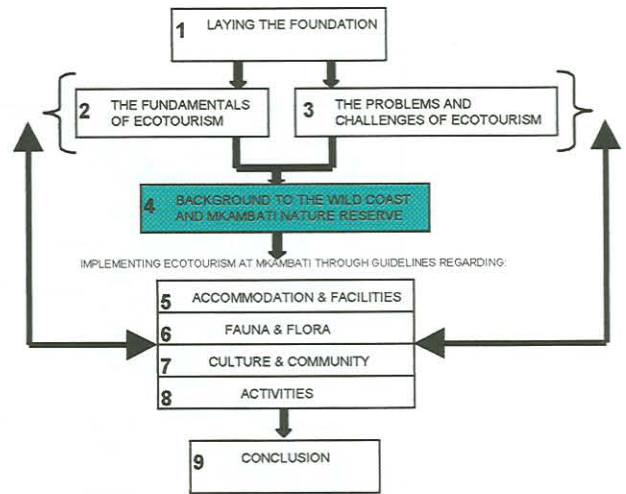 1 LAYING THE FOUNDATION
2 THE FUNDAMENTALS
OF ECOTOURISM
3 THE PROBLEMS AND
CHALLENGES OF ECOTOURISM
4 BACKGROUND TO THE WILD COAST
AND MKAMBATI NATURE RESERVE
IMPLEMENTING ECOTOURISM AT MKAMBATI THROUGH GUIDELINES REGARDING:
5 ACCOMMODATION & FACILITIES
6 FAUNA & FLORA
7 CULTURE & COMMUNITY
8 ACTIVITIES
9 CONCLUSION